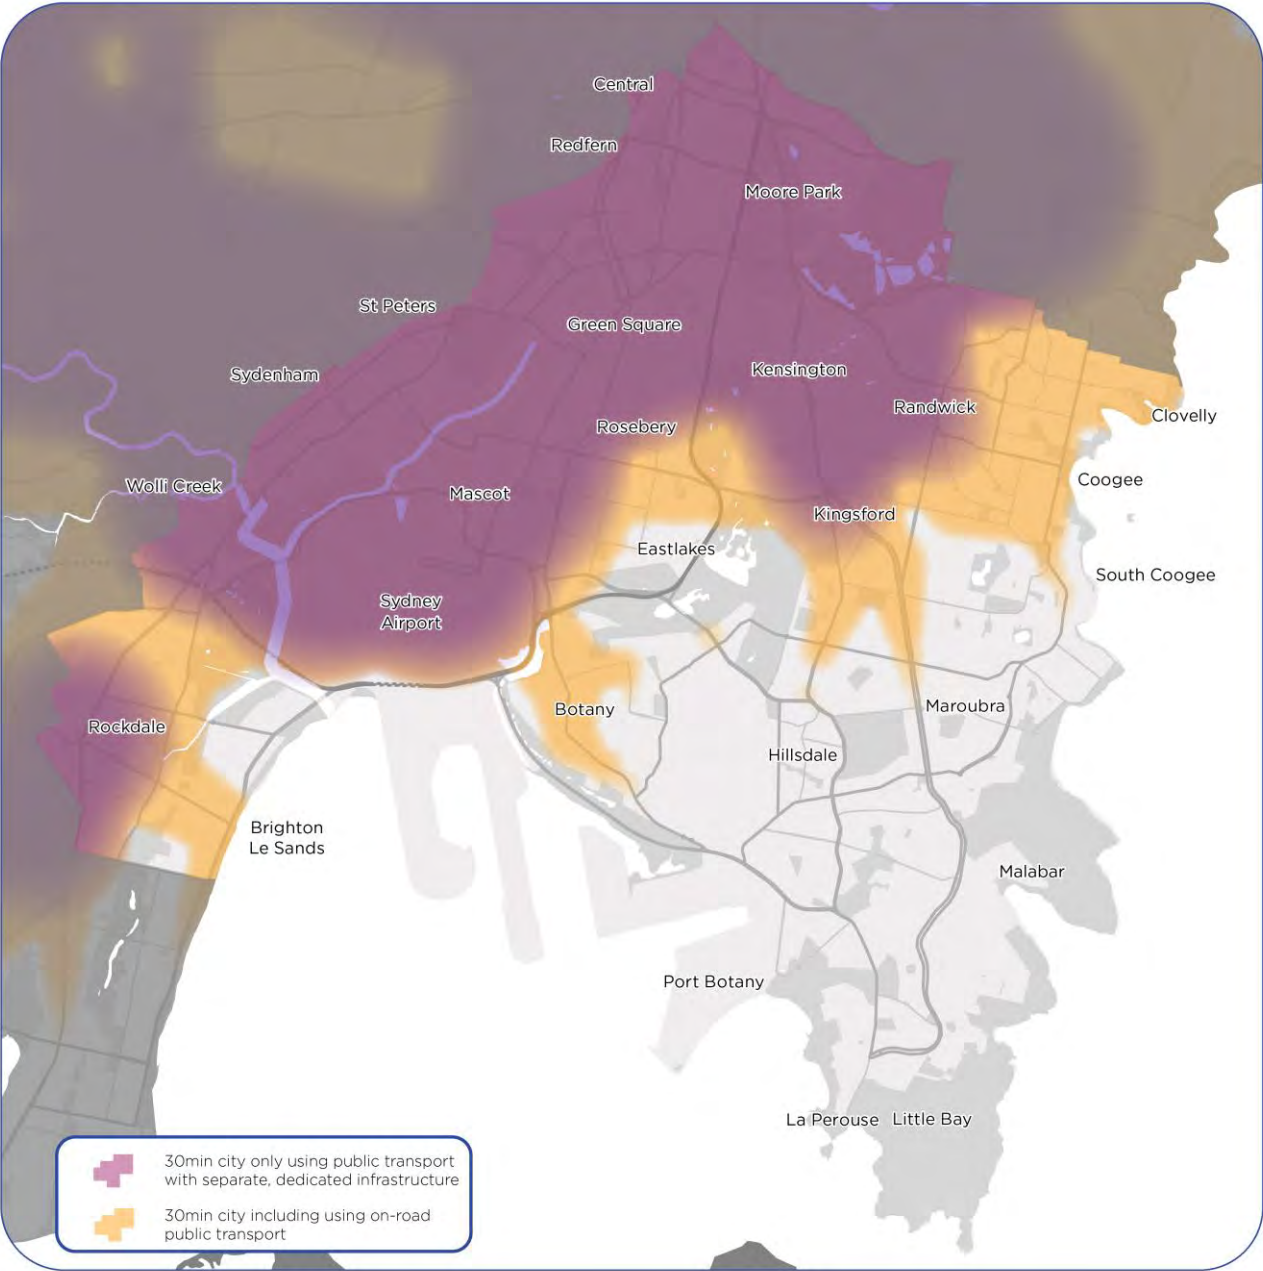 Central
Redfern
Moore Park
St Peters
Green Square
Sydenham
Kensington
Randwick
Clovelly
Rosebery
Coogee
Wolli Creek
Mascot
Kingsford
Eastlakes
South Coogee
Sydney
Airport
Botany
Maroubra
Rockdale
Hillsdale
Brighton
Le Sands
Malabar
Port Botany
La Perouse
Little Bay
30min city only using public transport
with separate, dedicated infrastructure
30min city including using on-road
public transport